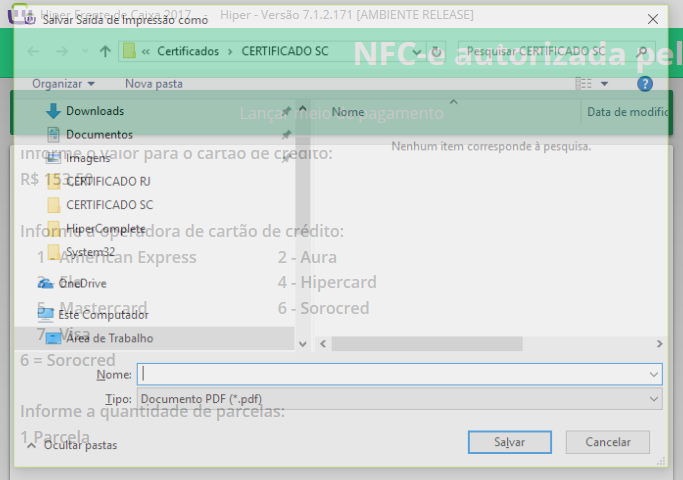 Hiper Frente de Caixa 2017 - Hiper - Versão 7.1.2.171 [AMBIENTE RELEASE]
Salvar Saída de Impressão como
« Certificados › CERTIFICADO SC
Pesquisar CERTIFICADO SC
NFC-e autorizada pel
Organizar
Nova pasta
?
Lançar meio de pagamento
Downloads
Nome
Data de modific
Documentos
Nenhum item corresponde à pesquisa.
Informe o valor para o cartão de crédito:
Imagens
R$ 153,50
CERTIFICADO RJ
CERTIFICADO SC
Informe a operadora de cartão de crédito:
HiperComplete
1 - American Express
2 - Aura
System32
3 - Elo
4 - Hipercard
OneDrive
5 - Mastercard
6 - Sorocred
Este Computador
7 - Visa
Área de Trabalho
6 = Sorocred
Nome:
Tipo: Documento PDF (*.pdf)
Informe a quantidade de parcelas:
1 Parcela
Ocultar pastas
Salvar
Cancelar